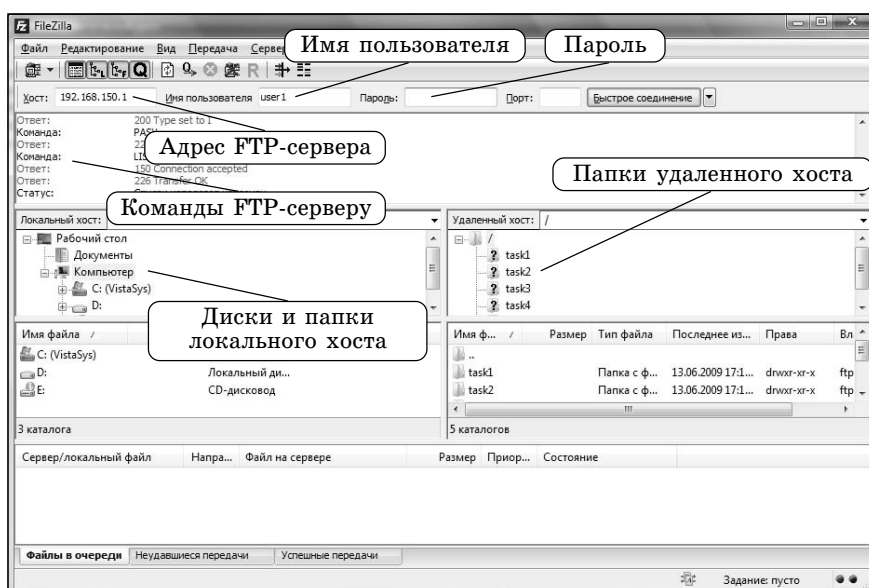 FileZilla
Файл Редактирование Вид Передача Сервер
Имя пользователя
Пароль
Хост: 192.168.150.1 Имя пользователя user1 Пароль: Порт: Быстрое соединение
Ответ: 200 Type set to I
Команда: PASV
Ответ: 22
Команда: LIS
Ответ: 150 Connection accepted
Ответ: 226 Transfer OK
Статус:
Адрес FTP-сервера
Команды FTP-серверу
Папки удаленного хоста
Локальный хост:
Рабочий стол
Документы
Компьютер
C: (VistaSys)
D:
Удаленный хост: /
/
? task1
? task2
? task3
? task4
Диски и папки
локального хоста
Имя файла
C: (VistaSys)
D: Локальный ди...
E: CD-дисковод
3 каталога
Имя ф... Размер Тип файла Последнее из... Права Вл
..
task1 Папка с ф... 13.06.2009 17:1... drwxr-xr-x ftp
task2 Папка с ф... 13.06.2009 17:1... drwxr-xr-x ftp
5 каталогов
Сервер/локальный файл Напра... Файл на сервере Размер Приор... Состояние
Файлы в очереди Неудавшиеся передачи Успешные передачи
Задание: пусто